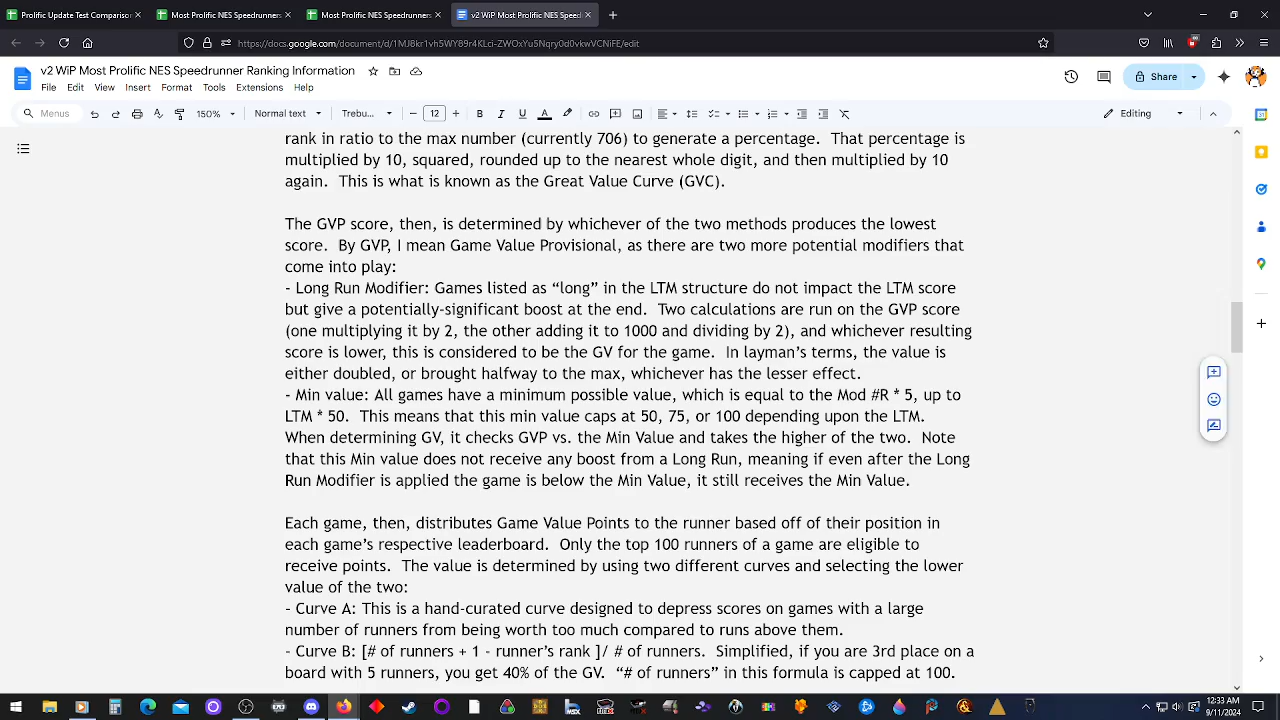 Prolific Update Test Comparisc
Most Prolific NES Speedrunners
Most Prolific NES Speedrunners
v2 WiP Most Prolific NES Speed
https://docs.google.com/document/d/1MJBkr1vh5WY89r4KLci-ZWOxYu5Nqry0d0vkwVCNiFE/edit
v2 WiP Most Prolific NES Speedrunner Ranking Information
File Edit View Insert Format Tools Extensions Help
Share
Menus 150% Normal text Trebu... 12 B I U A Editing
rank in ratio to the max number (currently 706) to generate a percentage. That percentage is
multiplied by 10, squared, rounded up to the nearest whole digit, and then multiplied by 10
again. This is what is known as the Great Value Curve (GVC).
The GVP score, then, is determined by whichever of the two methods produces the lowest
score. By GVP, I mean Game Value Provisional, as there are two more potential modifiers that
come into play:
- Long Run Modifier: Games listed as “long” in the LTM structure do not impact the LTM score
but give a potentially-significant boost at the end. Two calculations are run on the GVP score
(one multiplying it by 2, the other adding it to 1000 and dividing by 2), and whichever resulting
score is lower, this is considered to be the GV for the game. In layman’s terms, the value is
either doubled, or brought halfway to the max, whichever has the lesser effect.
- Min value: All games have a minimum possible value, which is equal to the Mod #R * 5, up to
LTM * 50. This means that this min value caps at 50, 75, or 100 depending upon the LTM.
When determining GV, it checks GVP vs. the Min Value and takes the higher of the two. Note
that this Min value does not receive any boost from a Long Run, meaning if even after the Long
Run Modifier is applied the game is below the Min Value, it still receives the Min Value.
Each game, then, distributes Game Value Points to the runner based off of their position in
each game’s respective leaderboard. Only the top 100 runners of a game are eligible to
receive points. The value is determined by using two different curves and selecting the lower
value of the two:
- Curve A: This is a hand-curated curve designed to depress scores on games with a large
number of runners from being worth too much compared to runs above them.
- Curve B: [# of runners + 1 - runner’s rank ]/ # of runners. Simplified, if you are 3rd place on a
board with 5 runners, you get 40% of the GV. “# of runners” in this formula is capped at 100.
12:33 AM
9/11/2024